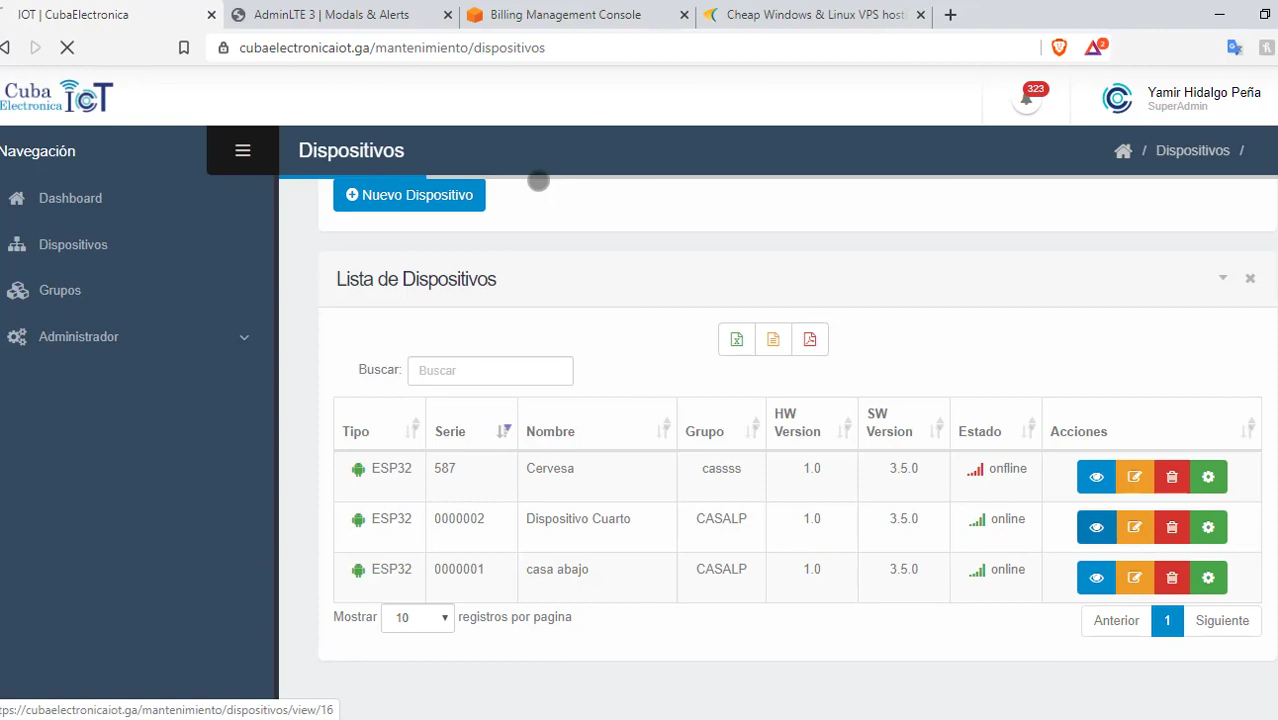 IOT | CubaElectronica
AdminLTE 3 | Modals & Alerts
Billing Management Console
Cheap Windows & Linux VPS host
cubaelectronicaiot.ga/mantenimiento/dispositivos
2
Cuba
Electronica
IoT
323
Yamir Hidalgo Peña
SuperAdmin
Navegación
Dispositivos
/ Dispositivos /
Dashboard
Dispositivos
Grupos
Administrador
Nuevo Dispositivo
Lista de Dispositivos
Buscar: Buscar
Tipo Serie Nombre Grupo HW Version SW Version Estado Acciones
ESP32 587 Cervesa cassss 1.0 3.5.0 onfline
ESP32 0000002 Dispositivo Cuarto CASALP 1.0 3.5.0 online
ESP32 0000001 casa abajo CASALP 1.0 3.5.0 online
Mostrar 10 registros por pagina
Anterior 1 Siguiente
tps://cubaelectronicaiot.ga/mantenimiento/dispositivos/view/16